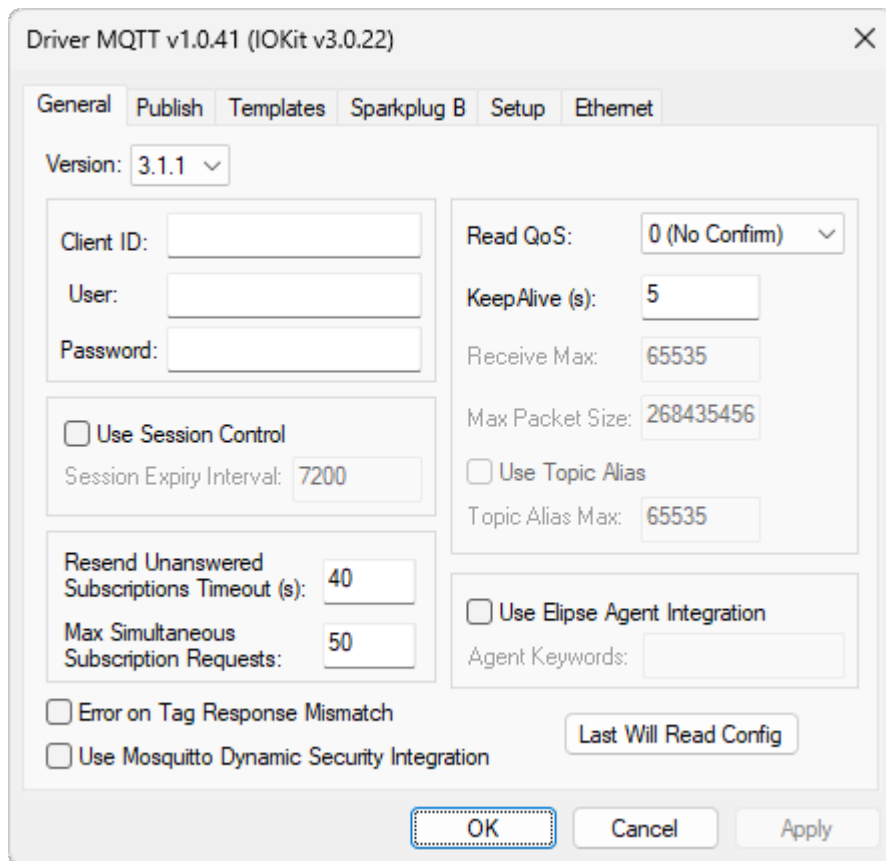 Driver MQTT v1.0.41 (IOKit v3.0.22)
General Publish Templates Sparkplug B Setup Ethernet
Version: 3.1.1
Client ID:
User:
Password:
Use Session Control
Session Expiry Interval: 7200
Resend Unanswered
Subscriptions Timeout (s): 40
Max Simultaneous
Subscription Requests: 50
Read QoS: 0 (No Confirm)
KeepAlive (s): 5
Receive Max: 65535
Max Packet Size: 268435456
Use Topic Alias
Topic Alias Max: 65535
Use Elipse Agent Integration
Agent Keywords:
Error on Tag Response Mismatch
Use Mosquitto Dynamic Security Integration
Last Will Read Config
OK Cancel Apply